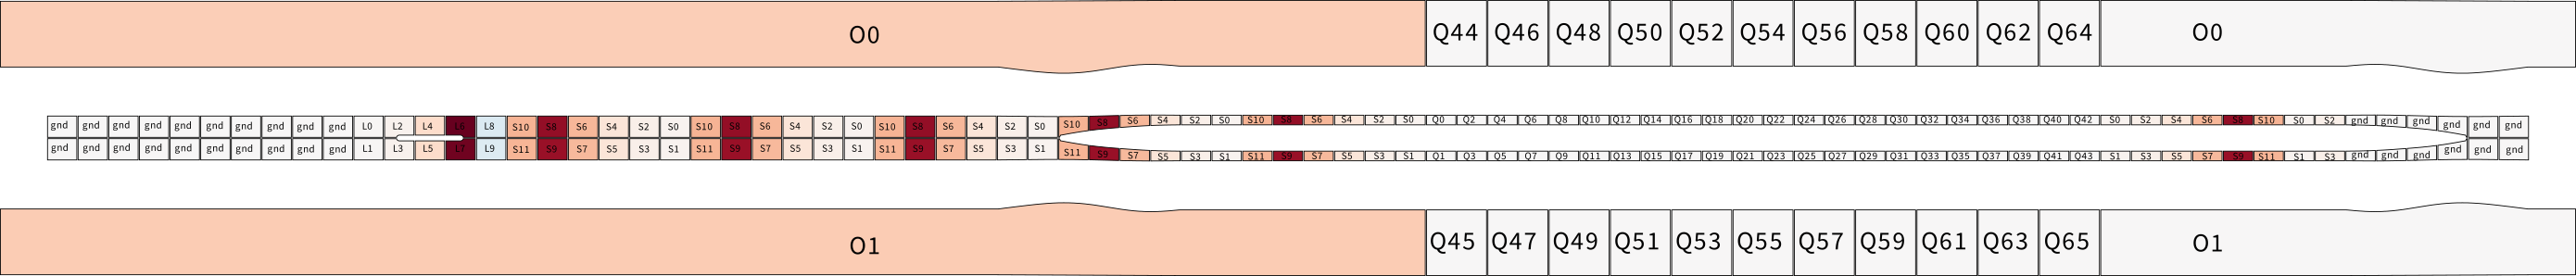 O0 Q44 Q46 Q48 Q50 Q52 Q54 Q56 Q58 Q60 Q62 Q64 O0
gnd gnd gnd gnd gnd gnd gnd gnd gnd gnd L0 L2 L4 L6 L8 S10 S8 S6 S4 S2 S0 S10 S8 S6 S4 S2 S0 S10 S8 S6 S4 S2 S0 S10 S8 S6 S4 S2 S0 S10 S8 S6 S4 S2 S0 Q0 Q2 Q4 Q6 Q8 Q10 Q12 Q14 Q16 Q18 Q20 Q22 Q24 Q26 Q28 Q30 Q32 Q34 Q36 Q38 Q40 Q42 S0 S2 S4 S6 S8 S10 S0 S2 gnd gnd gnd gnd gnd gnd
gnd gnd gnd gnd gnd gnd gnd gnd gnd gnd L1 L3 L5 L7 L9 S11 S9 S7 S5 S3 S1 S11 S9 S7 S5 S3 S1 S11 S9 S7 S5 S3 S1 S11 S9 S7 S5 S3 S1 S11 S9 S7 S5 S3 S1 Q1 Q3 Q5 Q7 Q9 Q11 Q13 Q15 Q17 Q19 Q21 Q23 Q25 Q27 Q29 Q31 Q33 Q35 Q37 Q39 Q41 Q43 S1 S3 S5 S7 S9 S11 S1 S3 gnd gnd gnd gnd gnd gnd
O1 Q45 Q47 Q49 Q51 Q53 Q55 Q57 Q59 Q61 Q63 Q65 O1